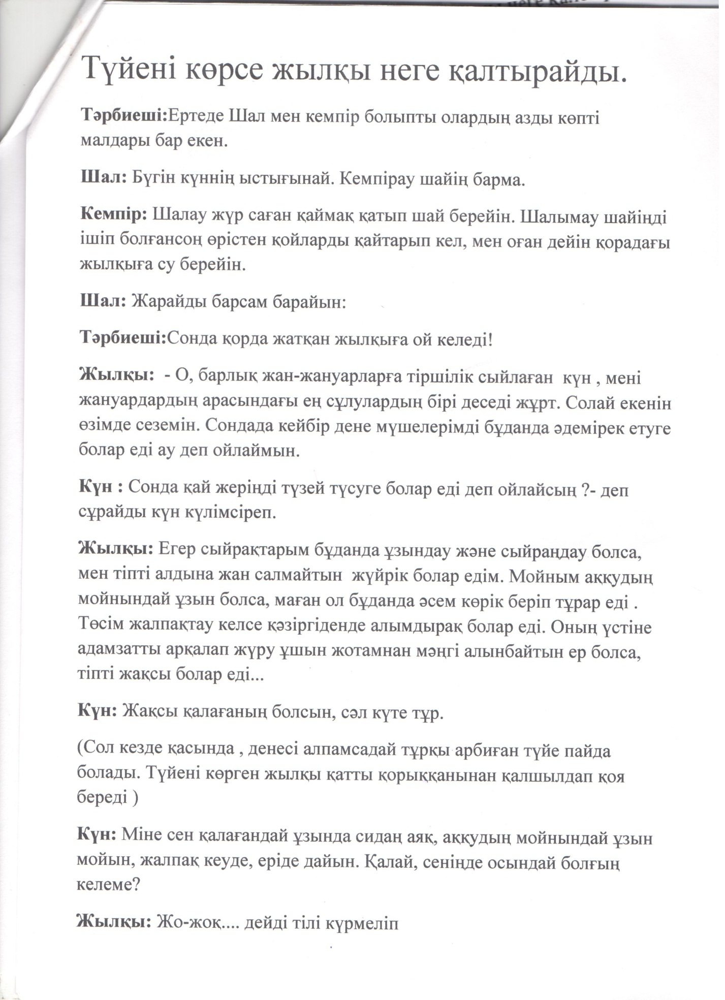 Түйені көрсе жылқы неге қалтырайды.
Тәрбиеші:Ертеде Шал мен кемпір болыпты олардың азды көпті
малдары бар екен.
Шал: Бүгін күннің ыстығынай. Кемпірау шайің барма.
Кемпір: Шалау жүр саған қаймақ қатып шай берейін. Шалымау шайіңді
ішіп болғансоң өрістен қойларды қайтарып кел, мен оған дейін қорадағы
жылқыға су берейін.
Шал: Жарайды барсам барайын:
Тәрбиеші:Сонда қорда жатқан жылқыға ой келеді!
Жылқы:  - О, барлық жан-жануарларға тіршілік сыйлаған  күн , мені
жануардардың арасындағы ең сұлулардың бірі деседі жұрт. Солай екенін
өзімде сеземін. Сондада кейбір дене мүшелерімді бұданда әдемірек етуге
болар еді ау деп ойлаймын.
Күн : Сонда қай жеріңді түзей түсуге болар еді деп ойлайсың ?- деп
сұрайды күн күлімсіреп.
Жылқы: Егер сыйрақтарым бұданда ұзындау және сыйраңдау болса,
мен тіпті алдына жан салмайтын  жүйрік болар едім. Мойным аққудың
мойнындай ұзын болса, маған ол бұданда әсем көрік беріп тұрар еді .
Төсім жалпақтау келсе қәзіргіденде алымдырақ болар еді. Оның үстіне
адамзатты арқалап жүру ұшын жотамнан мәңгі алынбайтын ер болса,
тіпті жақсы болар еді...
Күн: Жақсы қалағаның болсын, сәл күте тұр.
(Сол кезде қасында , денесі алпамсадай тұрқы арбиған түйе пайда
болады. Түйені көрген жылқы қатты қорыққанынан қалшылдап қоя
береді )
Күн: Міне сен қалағандай ұзында сидаң аяқ, аққудың мойнындай ұзын
мойын, жалпақ кеуде, еріде дайын. Қалай, сеніңде осындай болғың
келеме?
Жылқы: Жо-жоқ.... дейді тілі күрмеліп